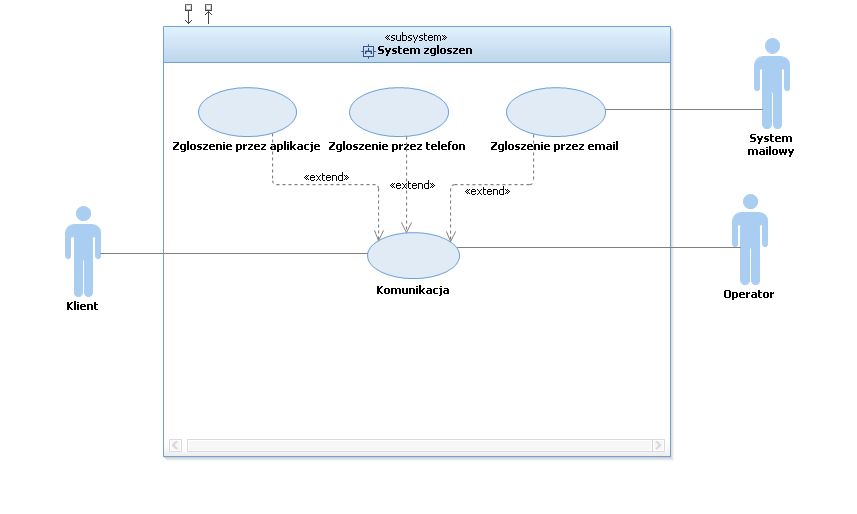 «subsystem»
System zgloszen
Zgloszenie przez aplikacje
Zgloszenie przez telefon
Zgloszenie przez email
System
mailowy
«extend»
«extend»
«extend»
Klient
Komunikacja
Operator